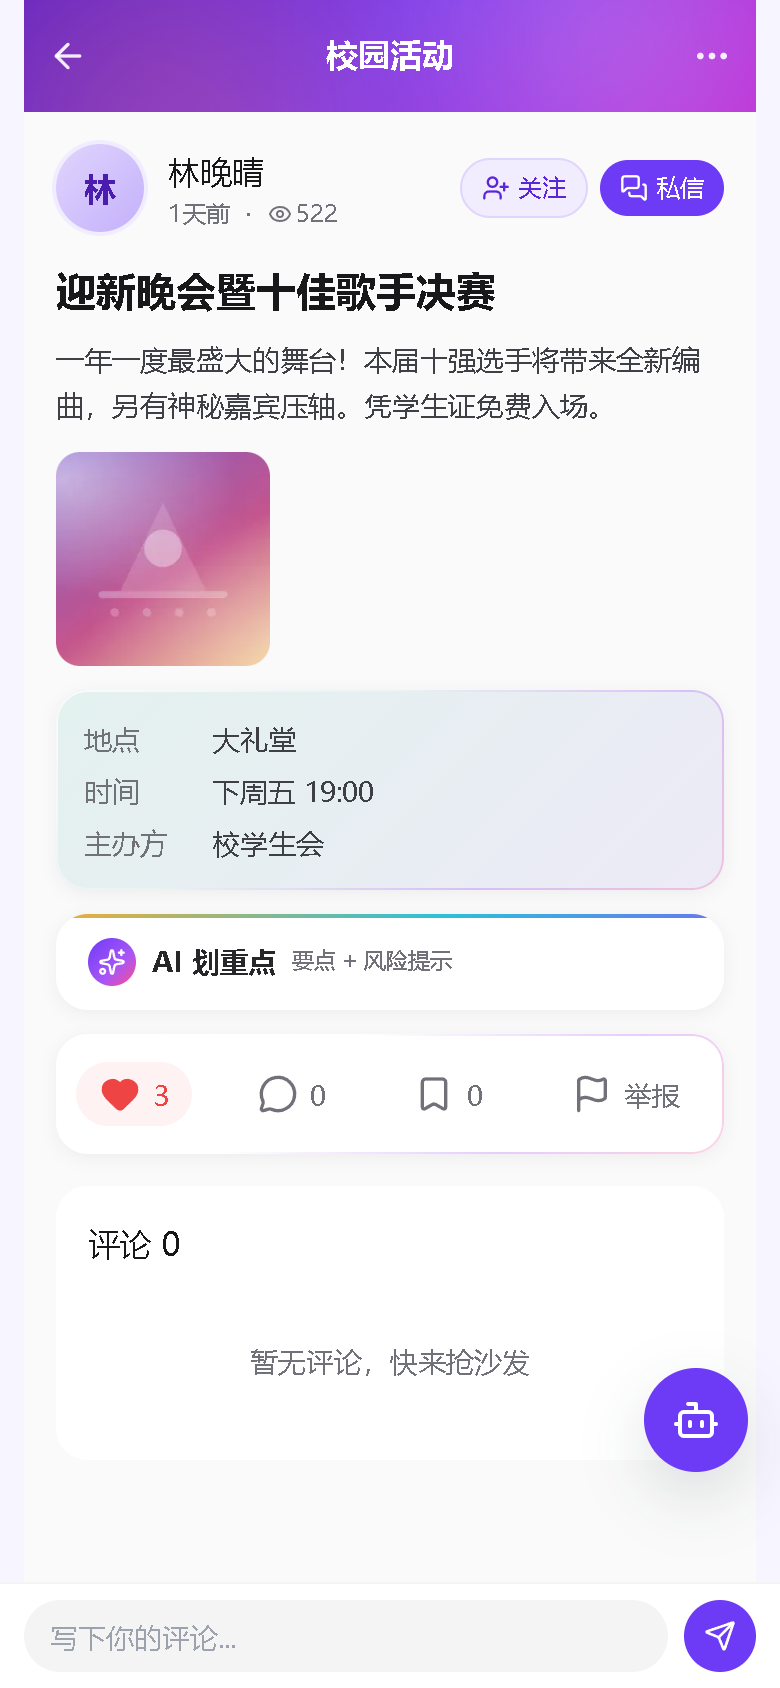 校园活动
林
林晚晴
1天前 · 522
关注
私信
迎新晚会暨十佳歌手决赛
一年一度最盛大的舞台！本届十强选手将带来全新编
曲，另有神秘嘉宾压轴。凭学生证免费入场。
地点 大礼堂
时间 下周五 19:00
主办方 校学生会
AI 划重点 要点 + 风险提示
3 0 0 举报
评论 0
暂无评论，快来抢沙发
写下你的评论...